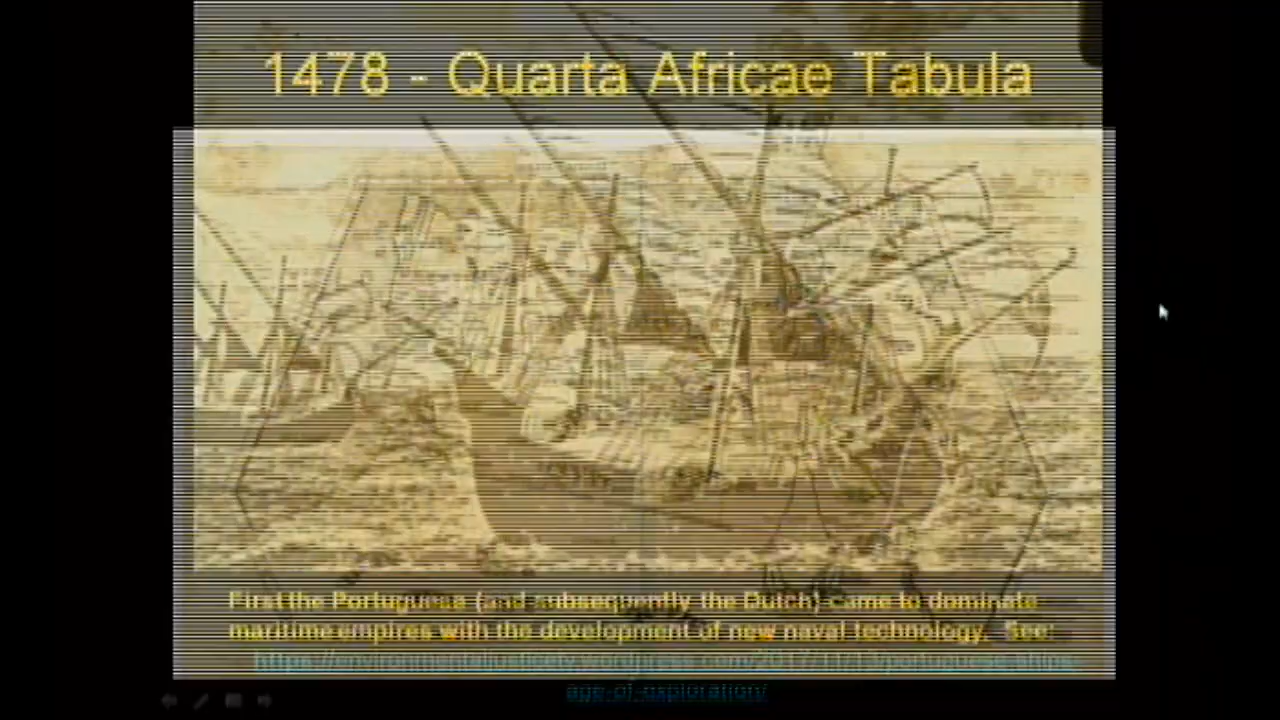 1478 - Quarta Africae Tabula
First the Portuguese (and subsequently the Dutch) came to dominate
maritime empires with the development of new naval technology. See:
age-of-exploration/